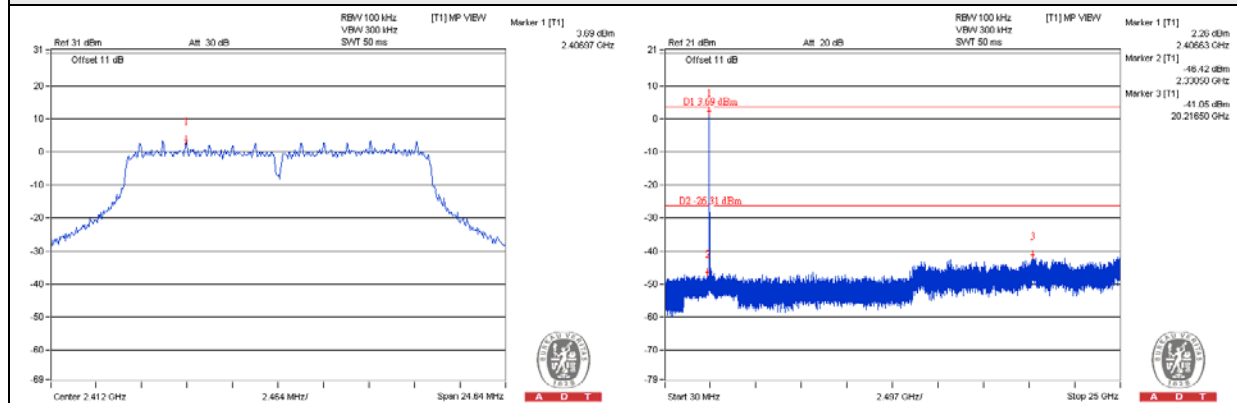 RBW 100 kHz
VBW 300 kHz
SWT 50 ms
[T1] MP VIEW
Marker 1 [T1]
3.69 dBm
2.40697 GHz
Ref 31 dBm
Att 30 dB
Offset 11 dB
31
20
10
0
-10
-20
-30
-40
-50
-60
-69
1
Center 2.412 GHz
2.464 MHz/
Span 24.64 MHz
BUREAU VERITAS
1828
A D T
RBW 100 kHz
VBW 300 kHz
SWT 50 ms
[T1] MP VIEW
Marker 1 [T1]
2.26 dBm
2.40663 GHz
Marker 2 [T1]
-46.42 dBm
2.33050 GHz
Marker 3 [T1]
-41.05 dBm
20.21650 GHz
Ref 21 dBm
Att 20 dB
Offset 11 dB
21
10
0
-10
-20
-30
-40
-50
-60
-70
-79
1
D1 3.69 dBm
D2 -26.31 dBm
2
3
Start 30 MHz
2.497 GHz/
Stop 25 GHz
BUREAU VERITAS
1828
A D T